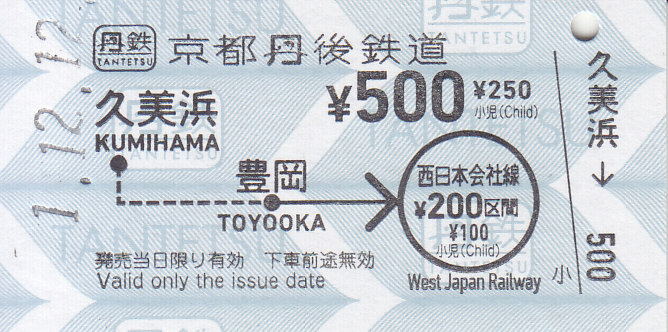 1.12.12.
丹鉄
TANTETSU
京都丹後鉄道
久美浜
KUMIHAMA
¥500
¥250
小児(Child)
豊岡
TOYOOKA
西日本会社線
¥200区間
¥100
小児(Child)
West Japan Railway
発売当日限り有効 下車前途無効
Valid only the issue date
久美浜→500
小